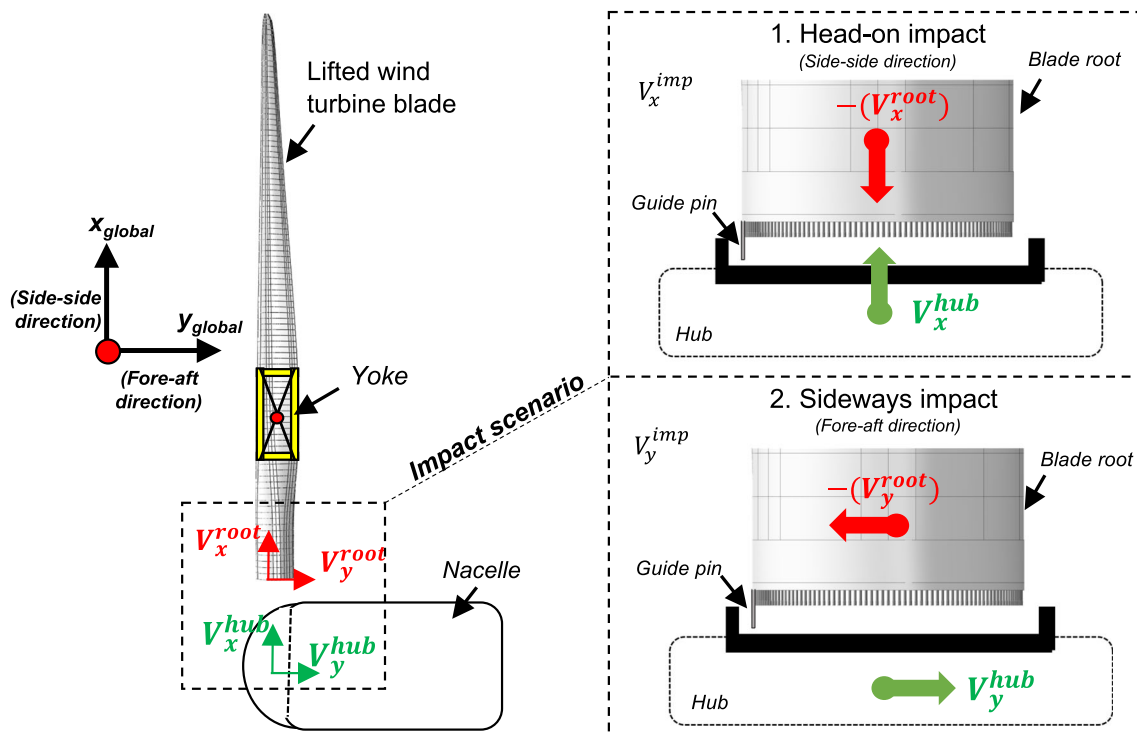 Lifted wind
turbine blade
x_global
(Side-side
direction)
y_global
(Fore-aft
direction)
Yoke
Impact scenario
V_x^root
V_y^root
Nacelle
V_x^hub
V_y^hub
1. Head-on impact
(Side-side direction)
Blade root
V_x^imp
−(V_x^root)
Guide pin
V_x^hub
Hub
2. Sideways impact
(Fore-aft direction)
V_y^imp
Blade root
−(V_y^root)
Guide pin
V_y^hub
Hub